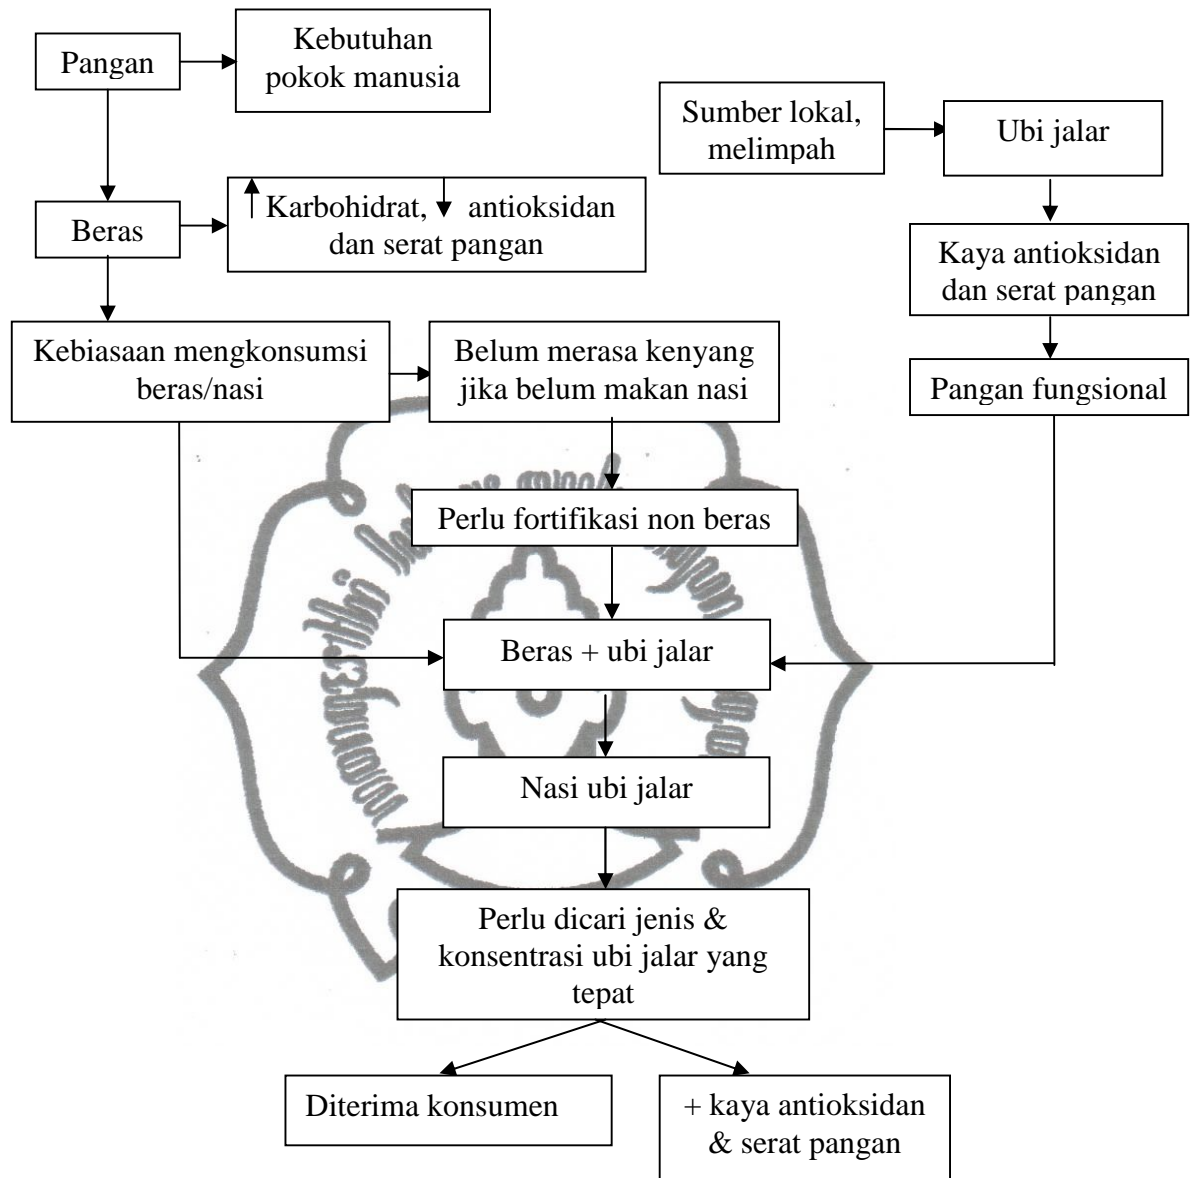 Pangan
Kebutuhan
pokok manusia
Sumber lokal,
melimpah
Ubi jalar
Beras
Karbohidrat, antioksidan
dan serat pangan
Kaya antioksidan
dan serat pangan
Kebiasaan mengkonsumsi
beras/nasi
Belum merasa kenyang
jika belum makan nasi
Pangan fungsional
Perlu fortifikasi non beras
Beras + ubi jalar
Nasi ubi jalar
Perlu dicari jenis &
konsentrasi ubi jalar yang
tepat
Diterima konsumen
+ kaya antioksidan
& serat pangan